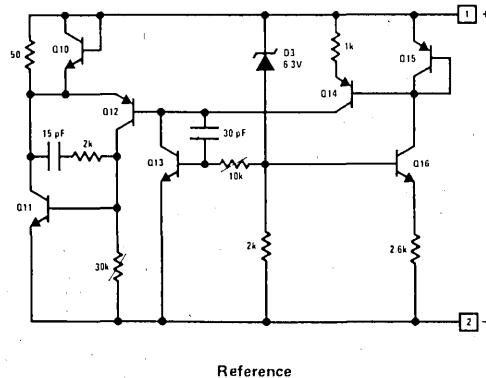 1 +
50
Q10
D3
6.3V
1k
Q15
Q14
Q12
15 pF
2k
30 pF
Q13
10k
Q16
Q11
30k
2k
2.6k
2 -
Reference